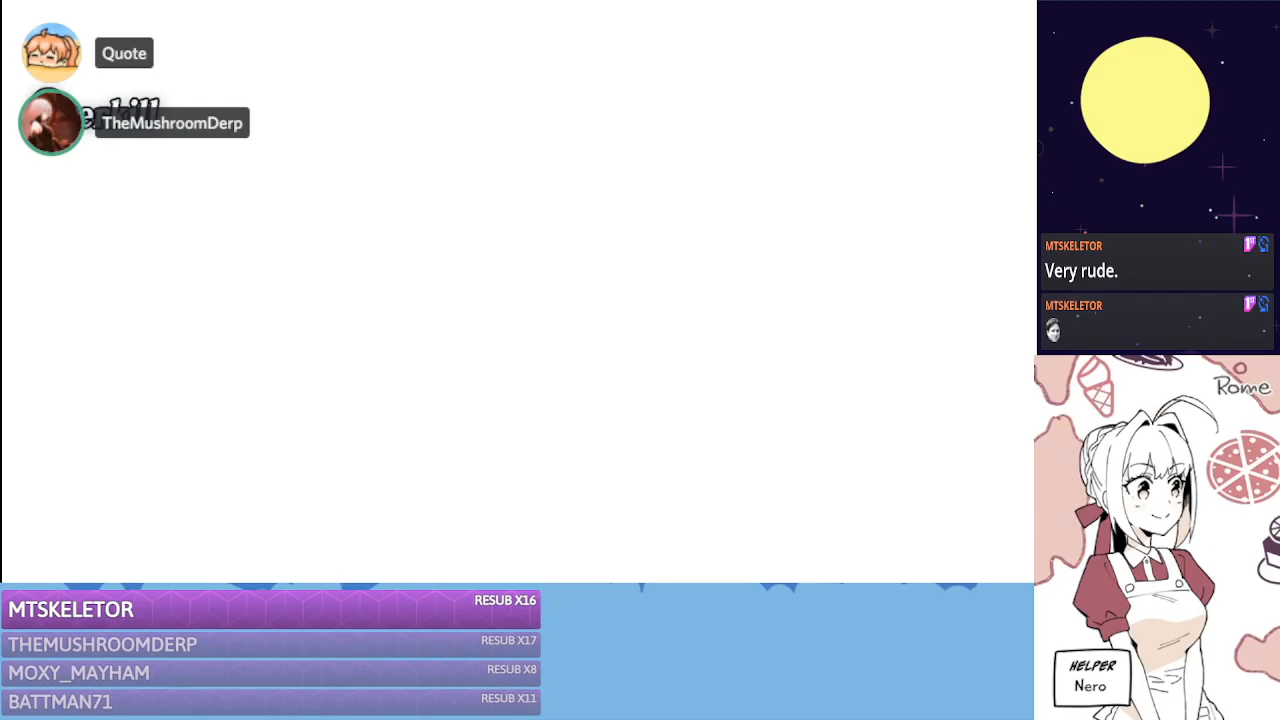 Quote
TheMushroomDerp
MTSKELETOR
Very rude.
MTSKELETOR
Rome
HELPER
Nero
MTSKELETOR RESUB X16
THEMUSHROOMDERP RESUB X17
MOXY_MAYHAM RESUB X8
BATTMAN71 RESUB X11